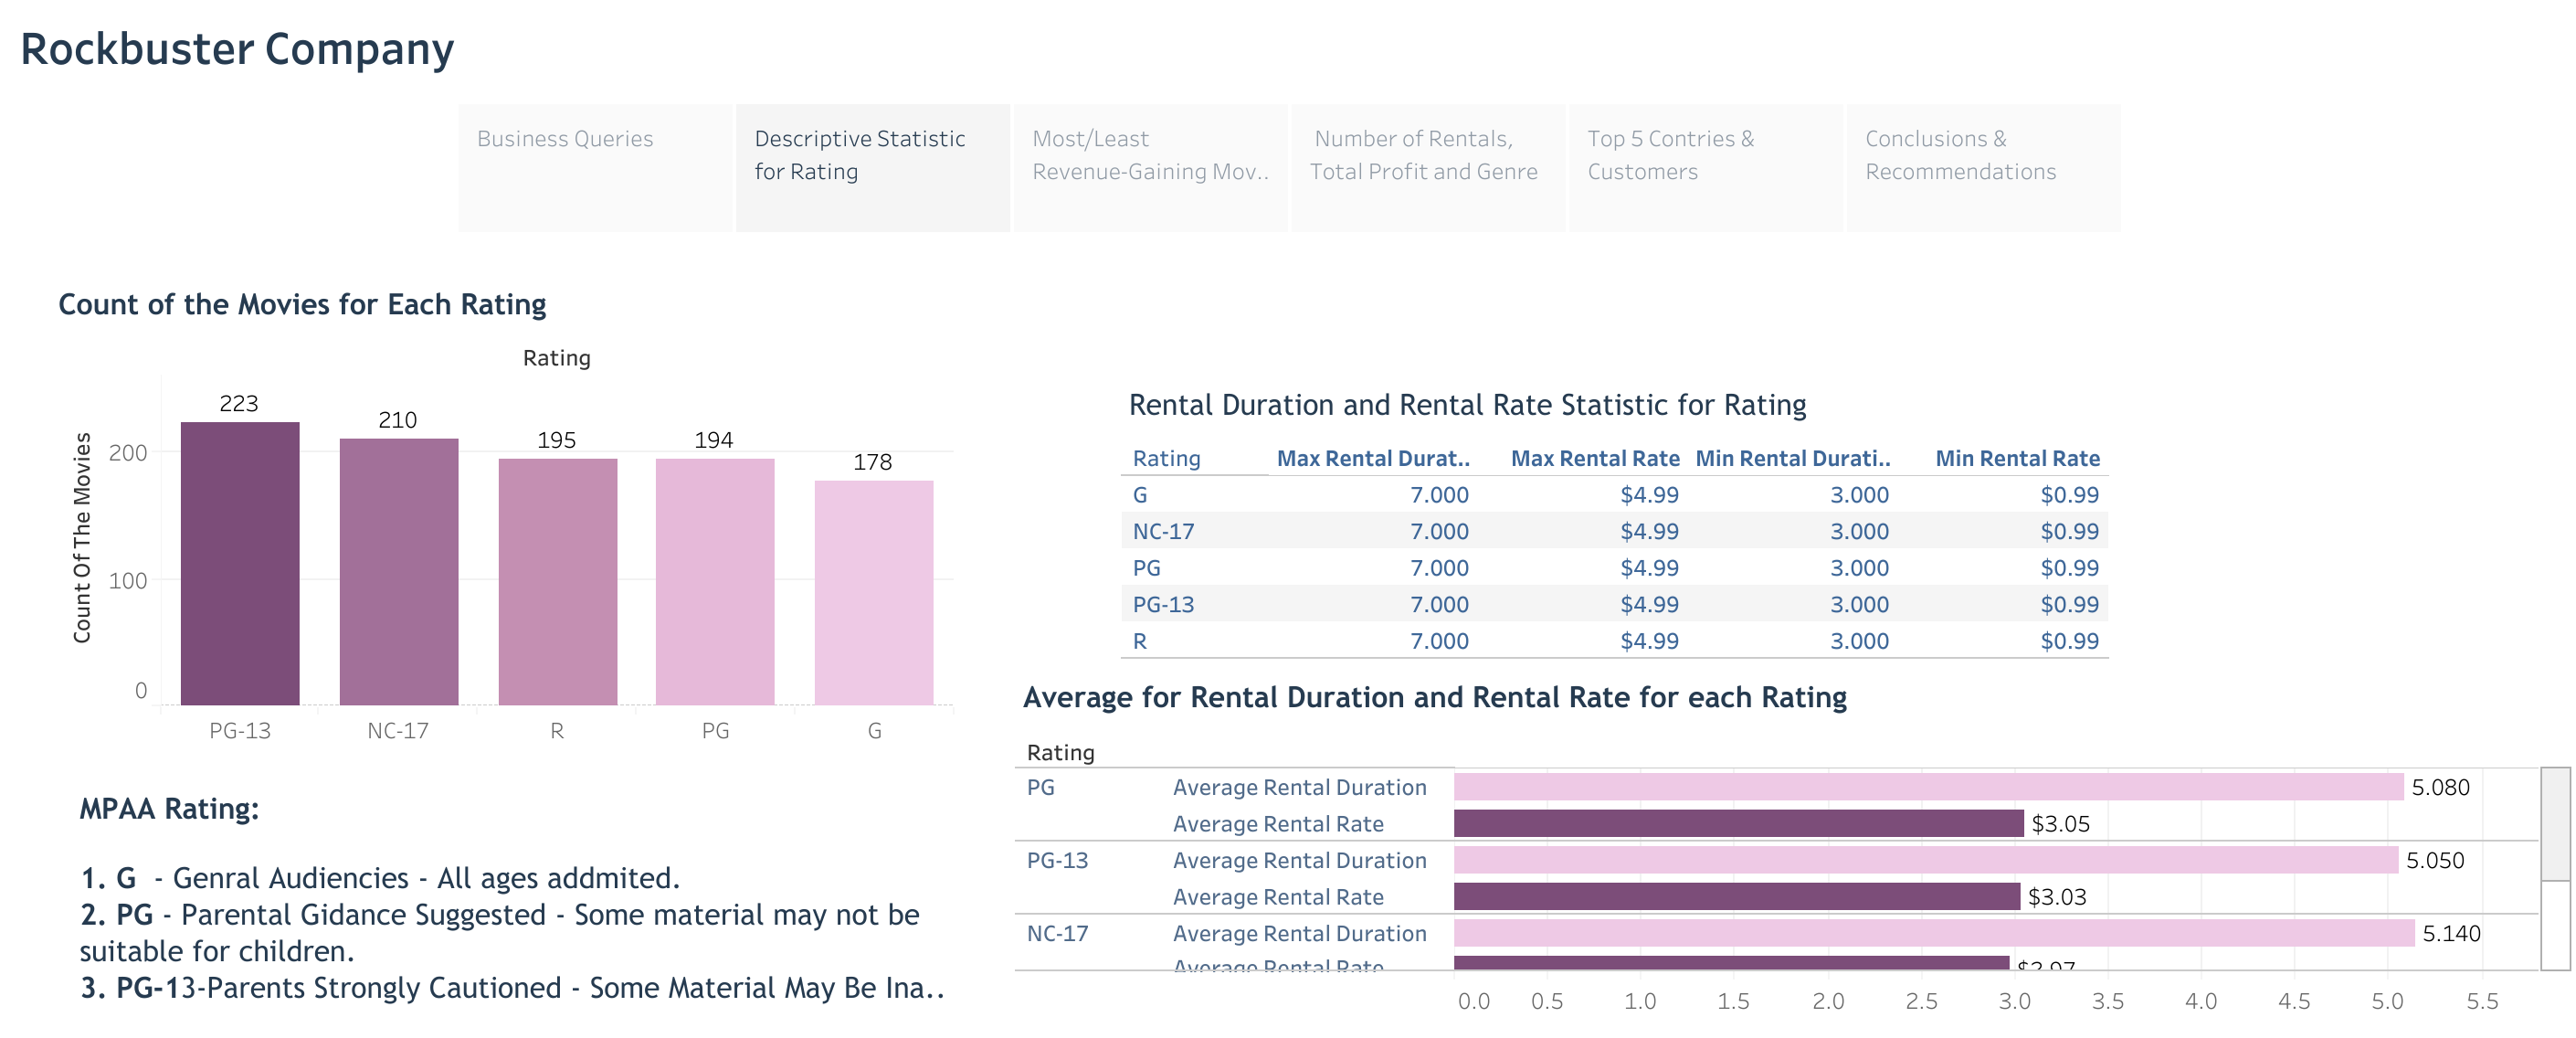 Rockbuster Company
Business Queries
Descriptive Statistic
for Rating
Most/Least
Revenue-Gaining Mov..
Number of Rentals,
Total Profit and Genre
Top 5 Contries &
Customers
Conclusions &
Recommendations
Count of the Movies for Each Rating
Rating
Count Of The Movies
200
100
0
223
210
195
194
178
PG-13
NC-17
R
PG
G
MPAA Rating:
1. G - Genral Audiencies - All ages addmited.
2. PG - Parental Gidance Suggested - Some material may not be
suitable for children.
3. PG-13-Parents Strongly Cautioned - Some Material May Be Ina..
Rental Duration and Rental Rate Statistic for Rating
Rating Max Rental Durat.. Max Rental Rate Min Rental Durati.. Min Rental Rate
G 7.000 $4.99 3.000 $0.99
NC-17 7.000 $4.99 3.000 $0.99
PG 7.000 $4.99 3.000 $0.99
PG-13 7.000 $4.99 3.000 $0.99
R 7.000 $4.99 3.000 $0.99
Average for Rental Duration and Rental Rate for each Rating
Rating
PG Average Rental Duration 5.080
Average Rental Rate $3.05
PG-13 Average Rental Duration 5.050
Average Rental Rate $3.03
NC-17 Average Rental Duration 5.140
Average Rental Rate $2.97
0.0 0.5 1.0 1.5 2.0 2.5 3.0 3.5 4.0 4.5 5.0 5.5